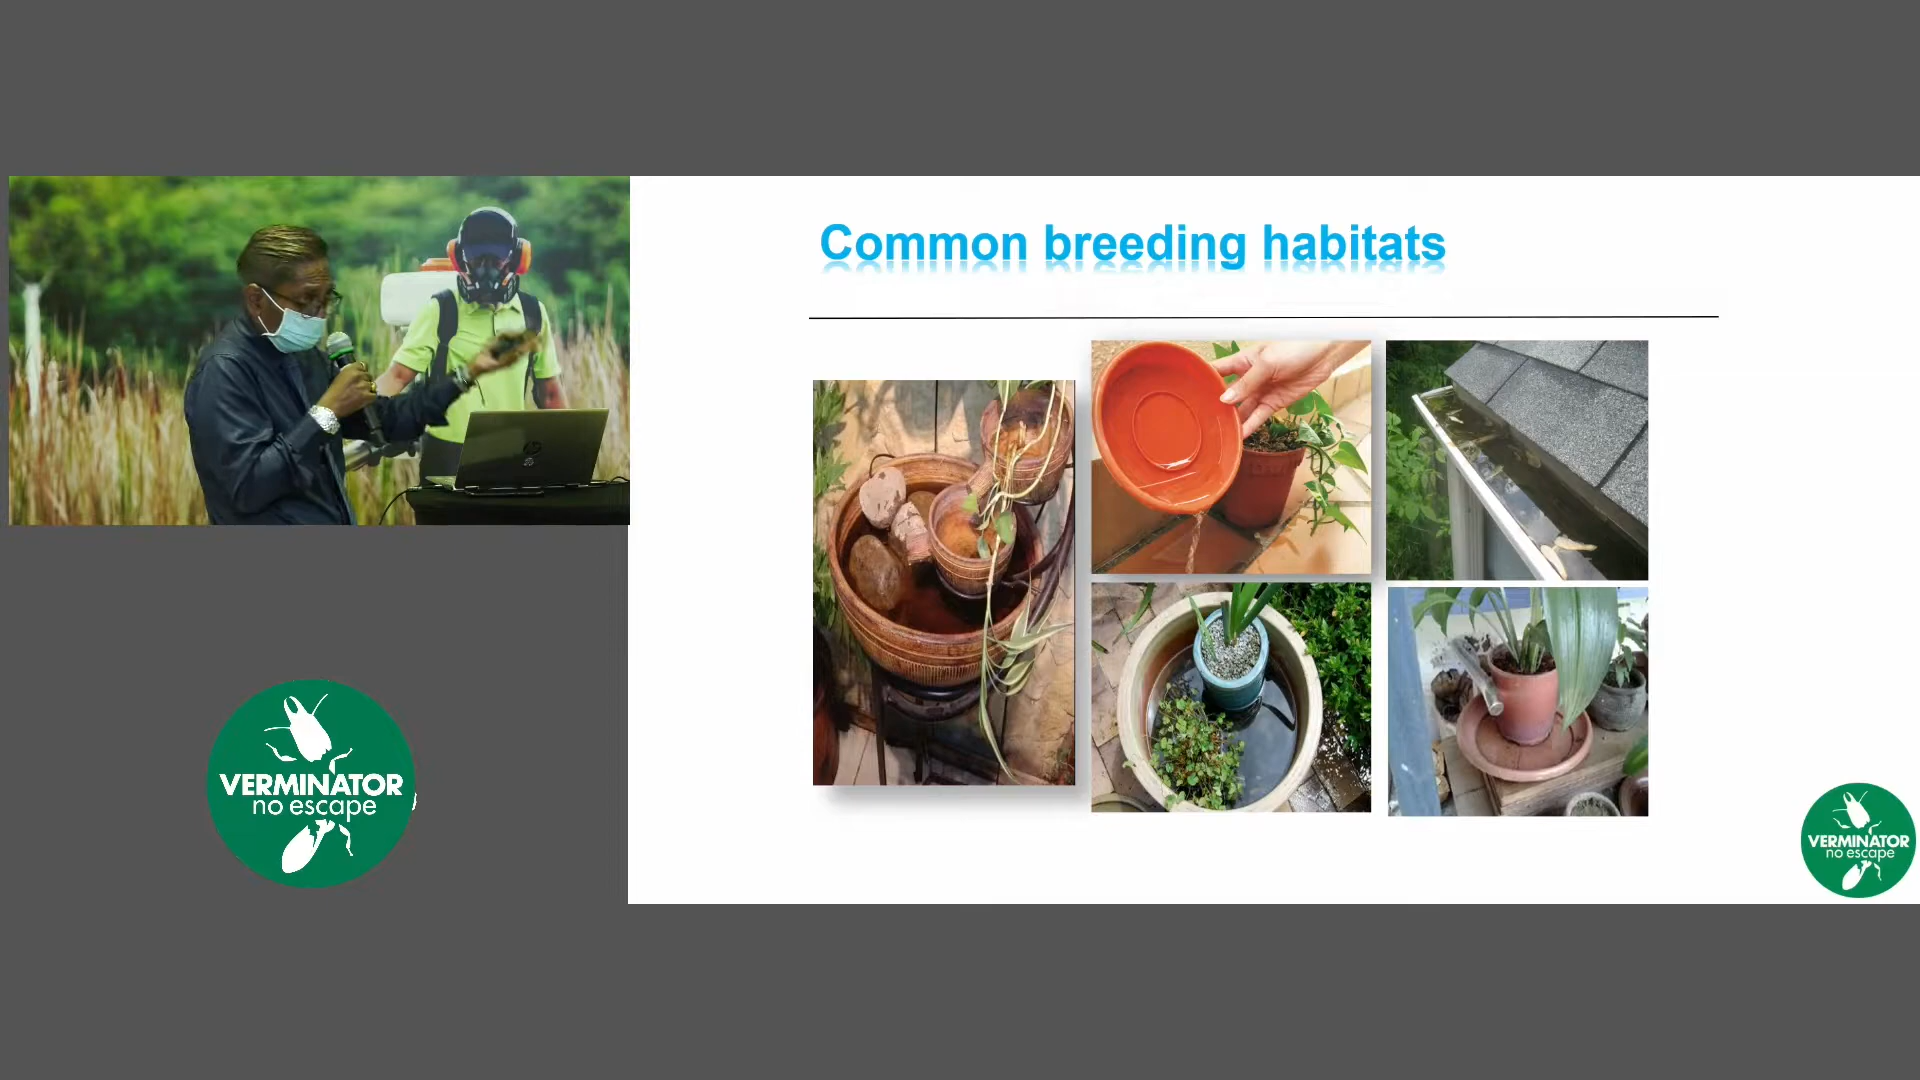 Common breeding habitats
VERMINATOR
no escape
VERMINATOR
no escape